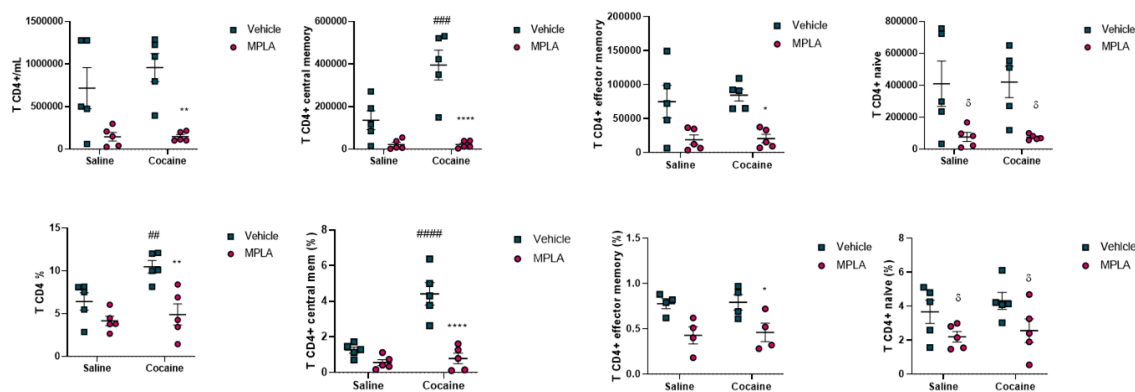 T CD4+/mL
1500000
1000000
500000
0
Saline
Cocaine
**
Vehicle
MPLA
T CD4+ central memory
600000
400000
200000
0
Saline
Cocaine
###
****
Vehicle
MPLA
T CD4+ effector memory
200000
150000
100000
50000
0
Saline
Cocaine
*
Vehicle
MPLA
T CD4+ naive
800000
600000
400000
200000
0
Saline
Cocaine
δ
δ
Vehicle
MPLA
T CD4 %
15
10
5
0
Saline
Cocaine
##
**
Vehicle
MPLA
T CD4+ central mem (%)
8
6
4
2
0
Saline
Cocaine
####
****
Vehicle
MPLA
T CD4+ effector memory (%)
1.5
1.0
0.5
0.0
Saline
Cocaine
*
Vehicle
MPLA
T CD4+ naive (%)
8
6
4
2
0
Saline
Cocaine
δ
δ
Vehicle
MPLA